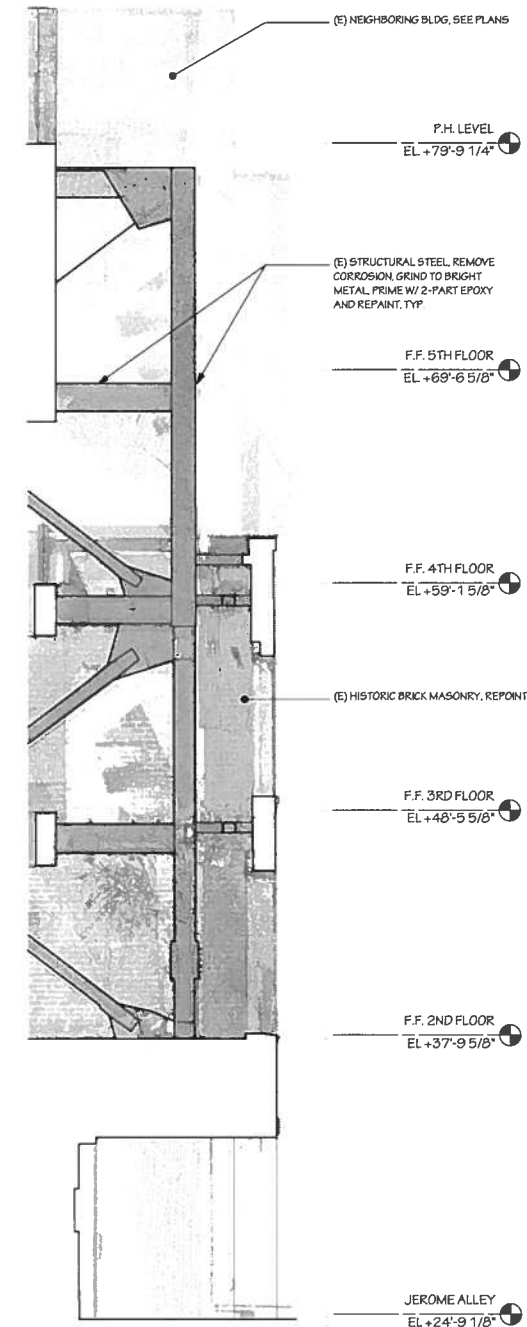 (E) NEIGHBORING BLDG, SEE PLANS
P.H. LEVEL
EL +79'-9 1/4"
(E) STRUCTURAL STEEL, REMOVE
CORROSION, GRIND TO BRIGHT
METAL, PRIME W/ 2-PART EPOXY
AND REPAINT, TYP.
F.F. 5TH FLOOR
EL +69'-6 5/8"
F.F. 4TH FLOOR
EL +59'-1 5/8"
(E) HISTORIC BRICK MASONRY, REPOINT
F.F. 3RD FLOOR
EL +48'-5 5/8"
F.F. 2ND FLOOR
EL +37'-9 5/8"
JEROME ALLEY
EL +24'-9 1/8"